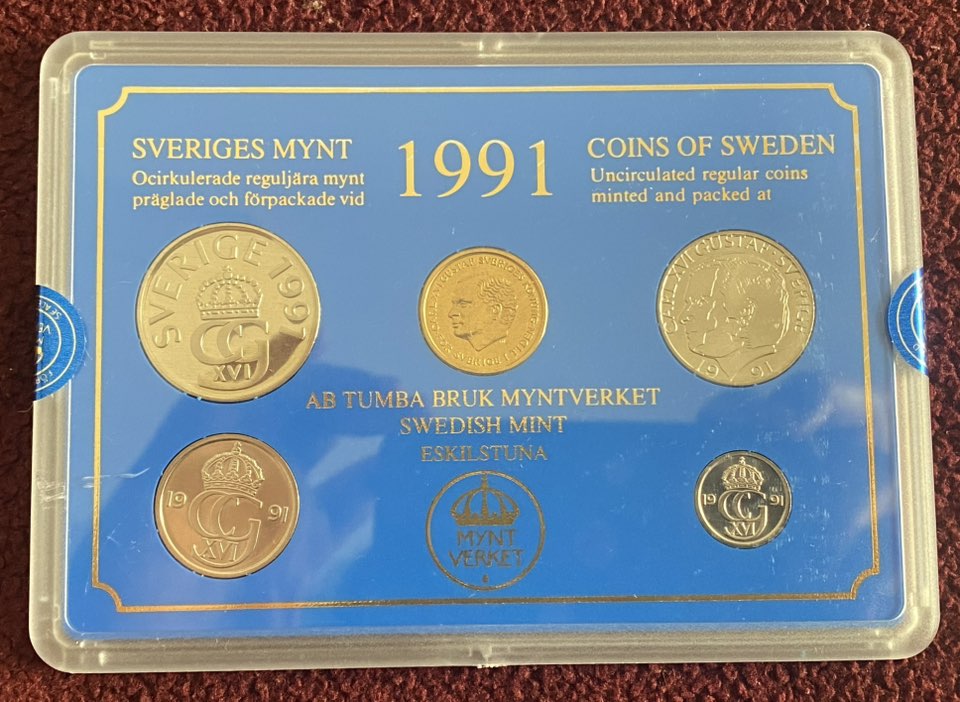 SVERIGES MYNT
Ocirkulerade reguljära mynt
präglade och förpackade vid
1991
COINS OF SWEDEN
Uncirculated regular coins
minted and packed at
SVERIGE 1991
CG
XVI
CARL XVI GUSTAF · SVERIGE
1991
AB TUMBA BRUK MYNTVERKET
SWEDISH MINT
ESKILSTUNA
19 CG 91
XVI
MYNT
VERKET
19 CG 91
XVI